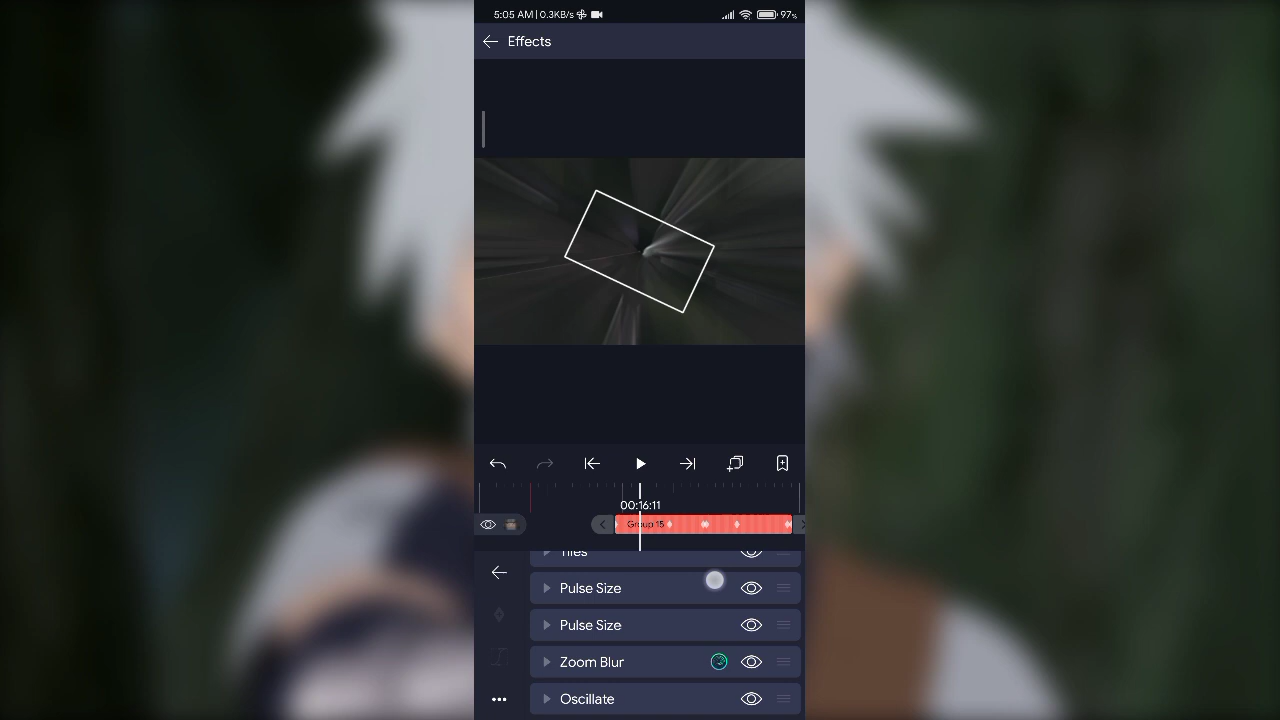 5:05 AM | 0.3KB/s
97%
Effects
00:16:11
Group 15
Tiles
Pulse Size
Pulse Size
Zoom Blur
Oscillate